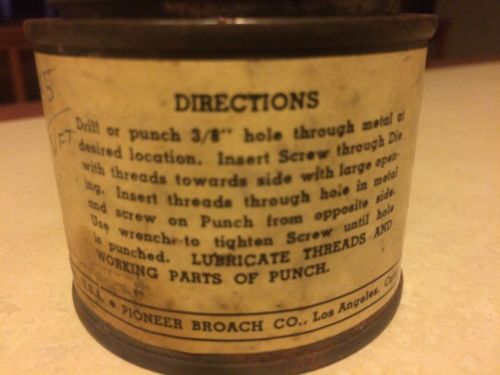 DIRECTIONS
Drill or punch 3/8" hole through metal at
desired location. Insert Screw through Die
with threads towards side with large open-
ing. Insert threads through hole in metal
and screw on Punch from opposite side.
Use wrench to tighten Screw until hole
is punched. LUBRICATE THREADS AND
WORKING PARTS OF PUNCH.
U.S.A. • PIONEER BROACH CO., Los Angeles,